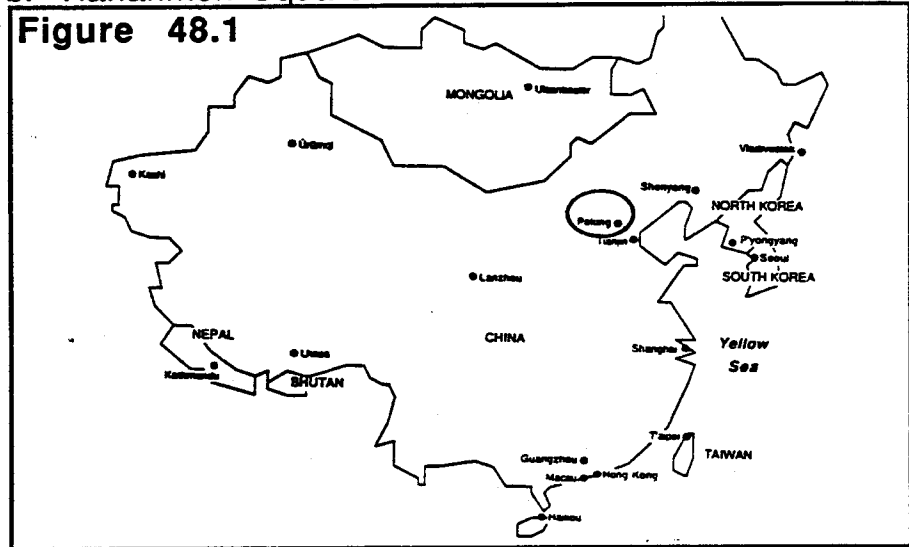 Figure 48.1
MONGOLIA
Ulaanbaatar
Ürümqi
Kashi
Vladivostok
Shenyang
NORTH KOREA
Peking
Tianjin
P'yongyang
Seoul
SOUTH KOREA
Lanzhou
NEPAL
CHINA
Shanghai
Yellow
Sea
Lhasa
Kathmandu
BHUTAN
T'aipei
TAIWAN
Guangzhou
Macau
Hong Kong
Haikou